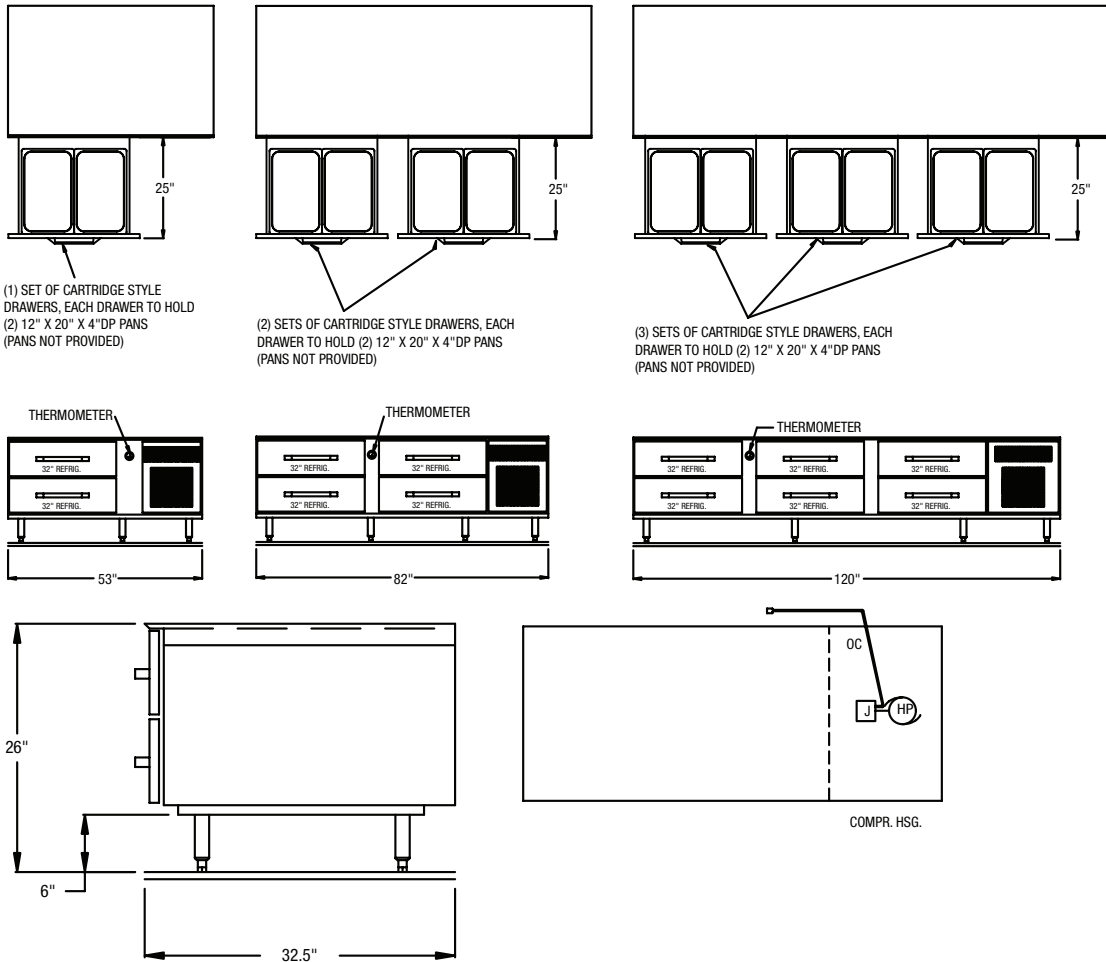 25"
25"
25"
(1) SET OF CARTRIDGE STYLE
DRAWERS, EACH DRAWER TO HOLD
(2) 12" X 20" X 4"DP PANS
(PANS NOT PROVIDED)
(2) SETS OF CARTRIDGE STYLE DRAWERS, EACH
DRAWER TO HOLD (2) 12" X 20" X 4"DP PANS
(PANS NOT PROVIDED)
(3) SETS OF CARTRIDGE STYLE DRAWERS, EACH
DRAWER TO HOLD (2) 12" X 20" X 4"DP PANS
(PANS NOT PROVIDED)
THERMOMETER
32" REFRIG.
32" REFRIG.
53"
THERMOMETER
32" REFRIG.
32" REFRIG.
32" REFRIG.
32" REFRIG.
82"
THERMOMETER
32" REFRIG.
32" REFRIG.
32" REFRIG.
32" REFRIG.
32" REFRIG.
32" REFRIG.
120"
26"
6"
32.5"
OC
J
HP
COMPR. HSG.